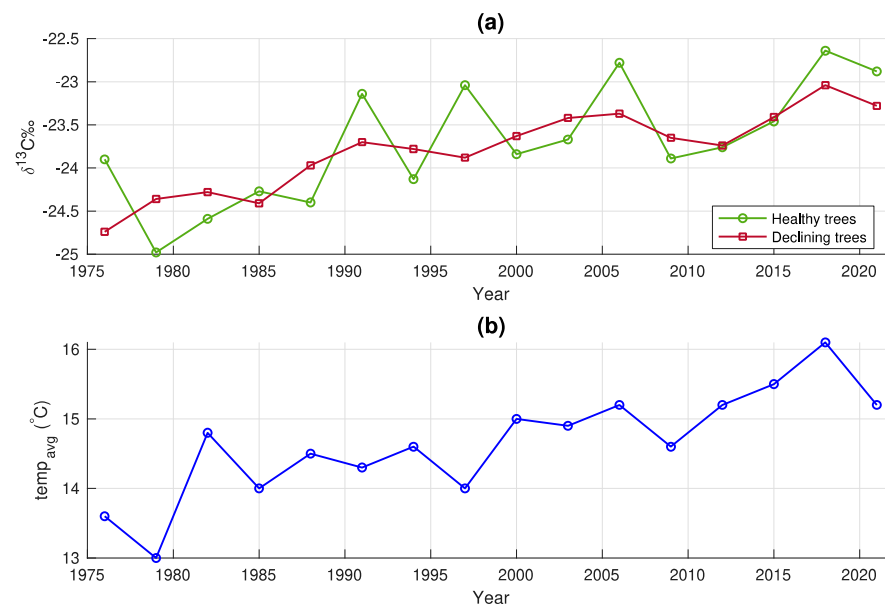 (a)
-22.5
-23
-23.5
-24
-24.5
-25
δ13C‰
1975 1980 1985 1990 1995 2000 2005 2010 2015 2020
Year
Healthy trees
Declining trees
(b)
16
15
14
13
temp avg (°C)
1975 1980 1985 1990 1995 2000 2005 2010 2015 2020
Year